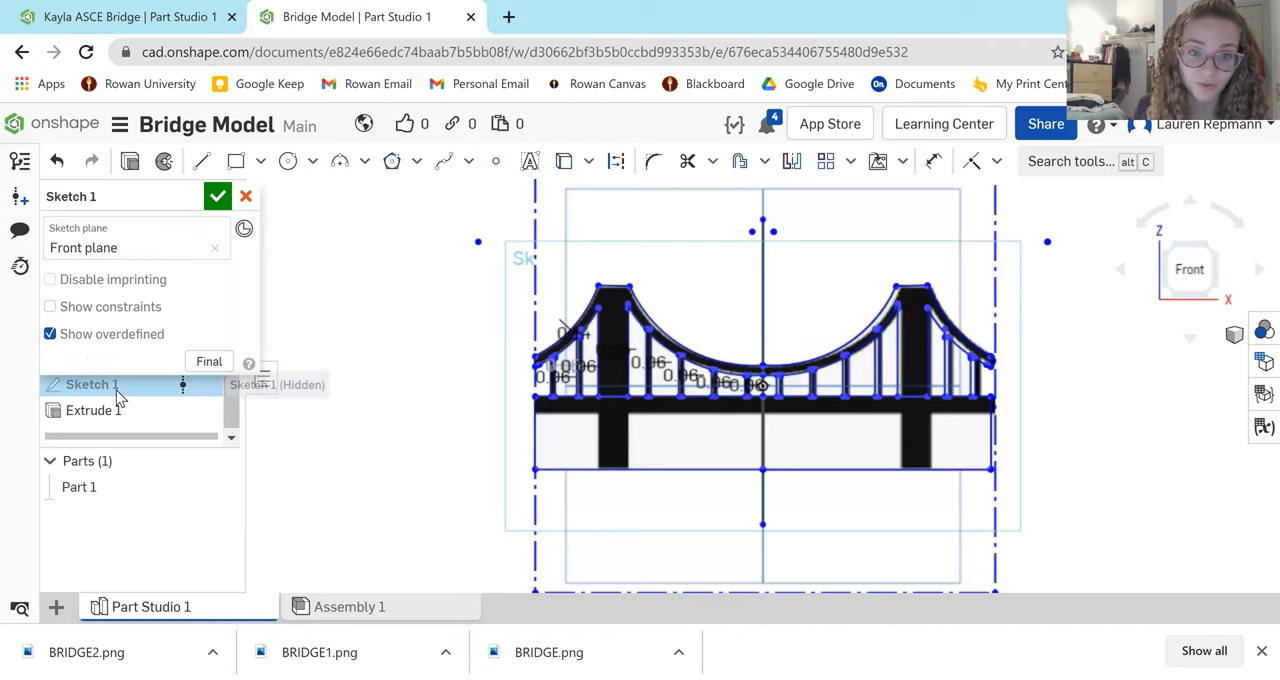 Kayla ASCE Bridge | Part Studio 1
Bridge Model | Part Studio 1
cad.onshape.com/documents/e824e66edc74baab7b5bb08f/w/d30662bf3b5b0ccbd993353b/e/676eca534406755480d9e532
Apps
Rowan University
Google Keep
Rowan Email
Personal Email
Rowan Canvas
Blackboard
Google Drive
On
Documents
My Print Cent
onshape
Bridge Model
Main
0
0
0
4
App Store
Learning Center
Share
Lauren Repmann
Search tools...
alt
C
Sketch 1
Sketch plane
Front plane
Disable imprinting
Show constraints
Show overdefined
Final
Sketch 1
Sketch 1 (Hidden)
Extrude
Parts (1)
Part 1
Sk
0.06
0.06
0.06
0.06
0.06
Z
Front
X
Part Studio 1
Assembly 1
BRIDGE2.png
BRIDGE1.png
BRIDGE.png
Show all